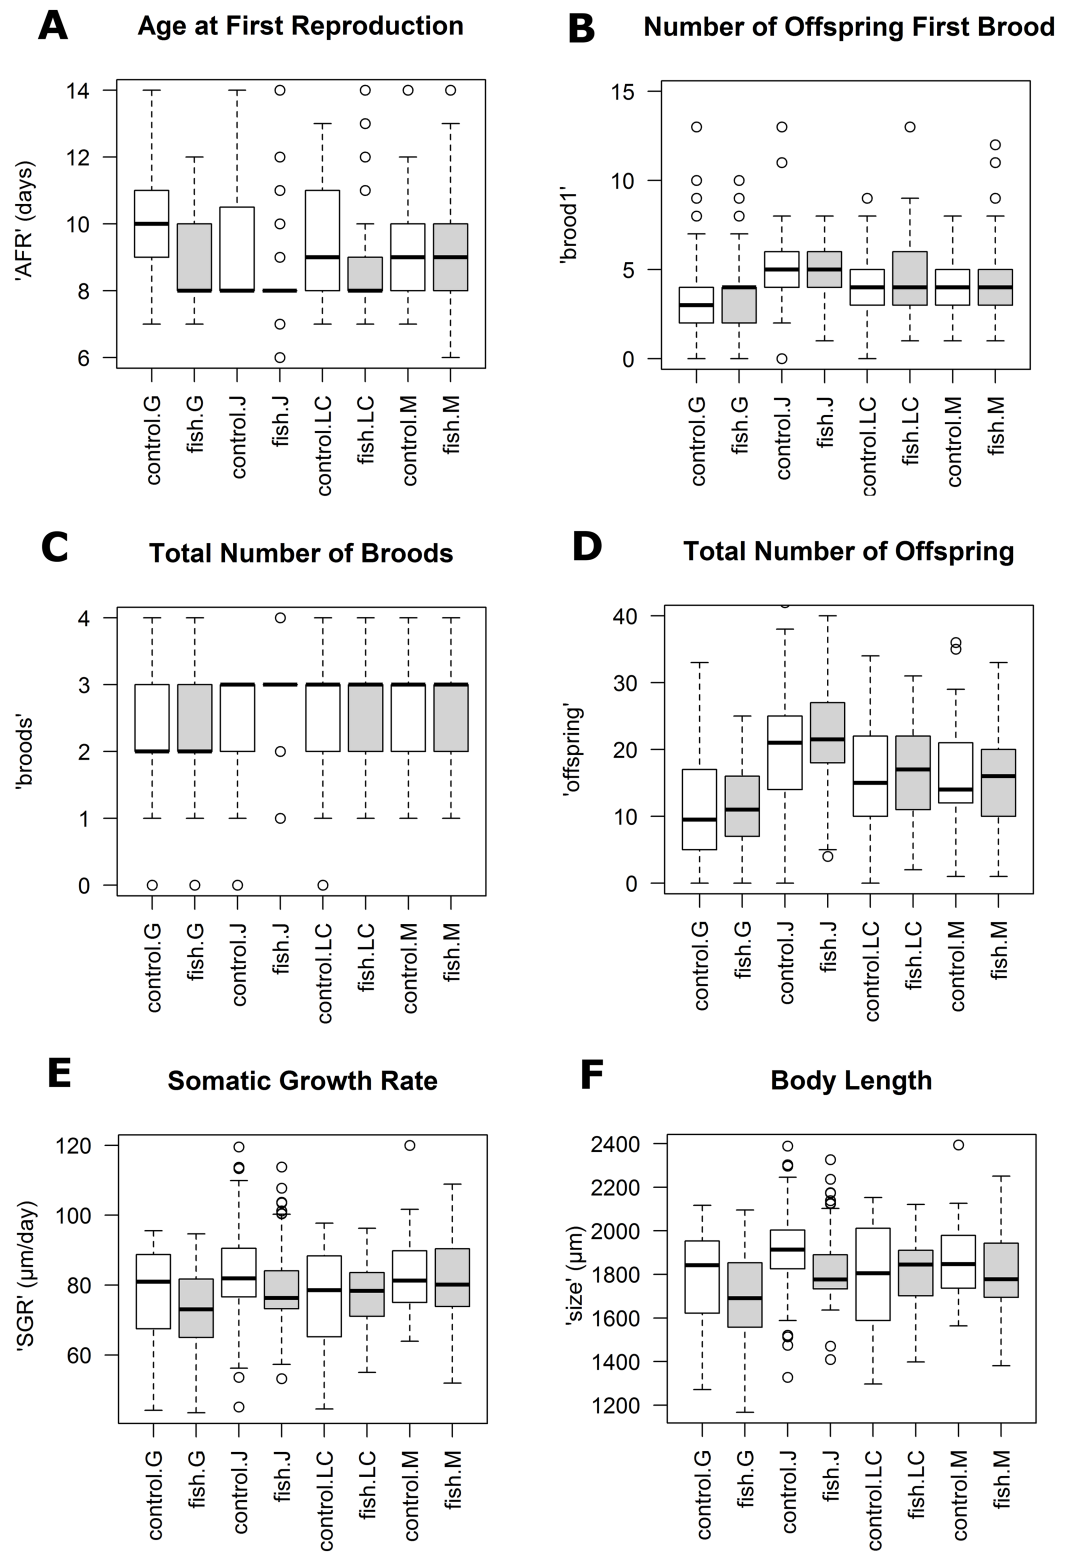 A Age at First Reproduction
'AFR' (days)
14
12
10
8
6
control.G fish.G control.J fish.J control.LC fish.LC control.M fish.M
B Number of Offspring First Brood
'brood1'
15
10
5
0
control.G fish.G control.J fish.J control.LC fish.LC control.M fish.M
C Total Number of Broods
'broods'
4
3
2
1
0
control.G fish.G control.J fish.J control.LC fish.LC control.M fish.M
D Total Number of Offspring
'offspring'
40
30
20
10
0
control.G fish.G control.J fish.J control.LC fish.LC control.M fish.M
E Somatic Growth Rate
'SGR' (µm/day)
120
100
80
60
control.G fish.G control.J fish.J control.LC fish.LC control.M fish.M
F Body Length
'size' (µm)
2400
2200
2000
1800
1600
1400
1200
control.G fish.G control.J fish.J control.LC fish.LC control.M fish.M